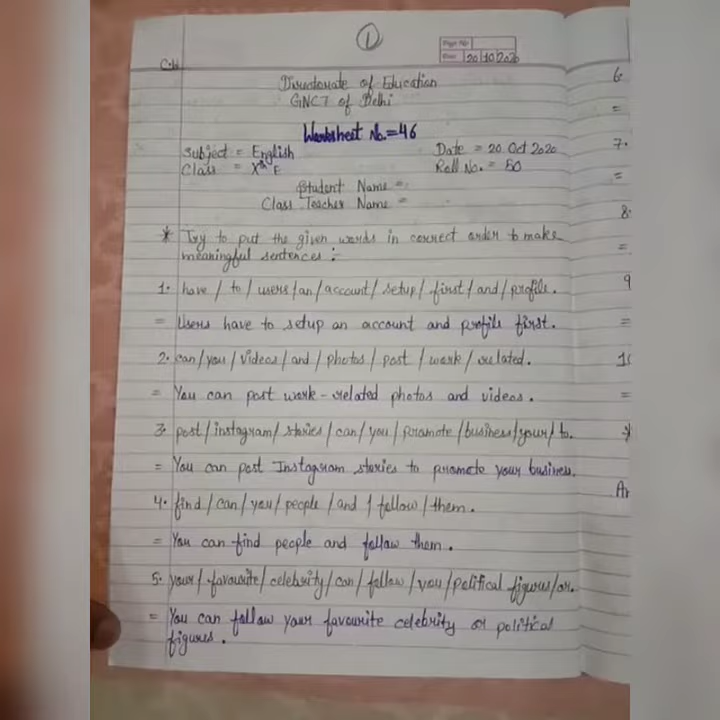 1
Page No.
Date 20/10/2020
C.W
Directorate of Education
GNCT of Delhi
Worksheet No.=46
Subject = English
Date = 20 Oct 2020
Class = Xth E
Roll No. = 50
Student Name =
Class Teacher Name =
* Try to put the given words in correct order to make
meaningful sentences :-
1. have / to / users / an / account / setup / first / and / profile.
= Users have to setup an account and profile first.
2. can / you / videos / and / photos / post / work / related.
= You can post work-related photos and videos.
3. post / instagram / stories / can / you / promote / business / your / to.
= You can post Instagram stories to promote your business.
4. find / can / you / people / and / follow / them.
= You can find people and follow them.
5. your / favourite / celebrity / can / follow / you / political figures / or.
= You can follow your favourite celebrity or political
figures.
6.
=
7.
=
8.
=
9
=
=
*